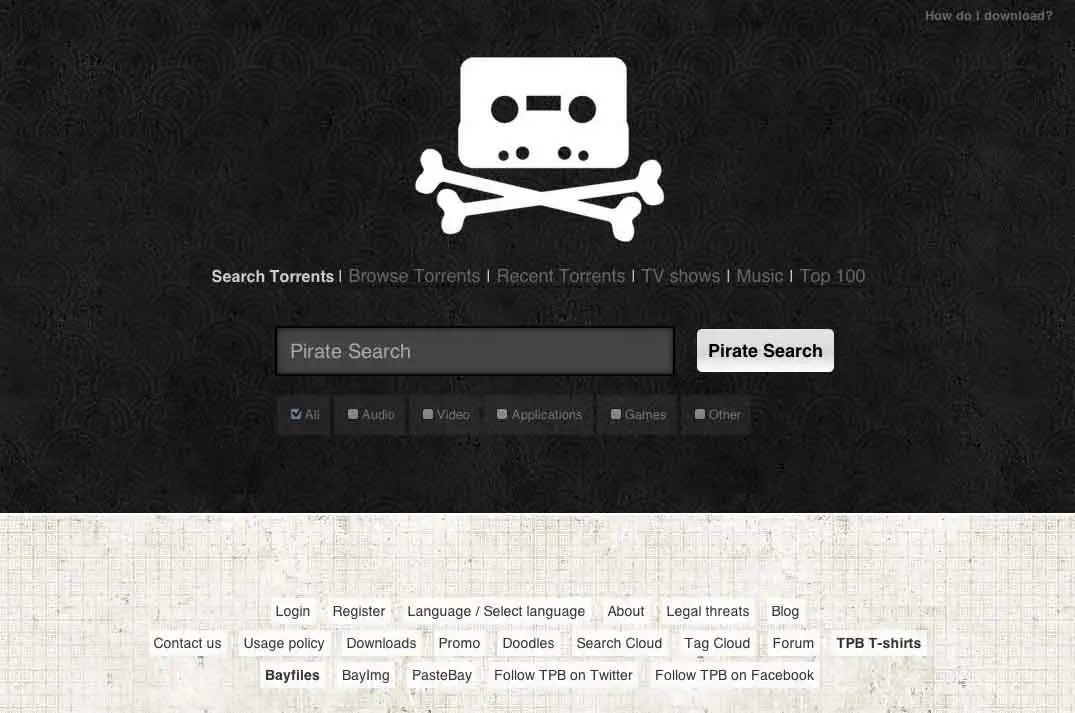 How do I download?
Search Torrents | Browse Torrents | Recent Torrents | TV shows | Music | Top 100
Pirate Search Pirate Search
All Audio Video Applications Games Other
Login Register Language / Select language About Legal threats Blog
Contact us Usage policy Downloads Promo Doodles Search Cloud Tag Cloud Forum TPB T-shirts
Bayfiles BayImg PasteBay Follow TPB on Twitter Follow TPB on Facebook